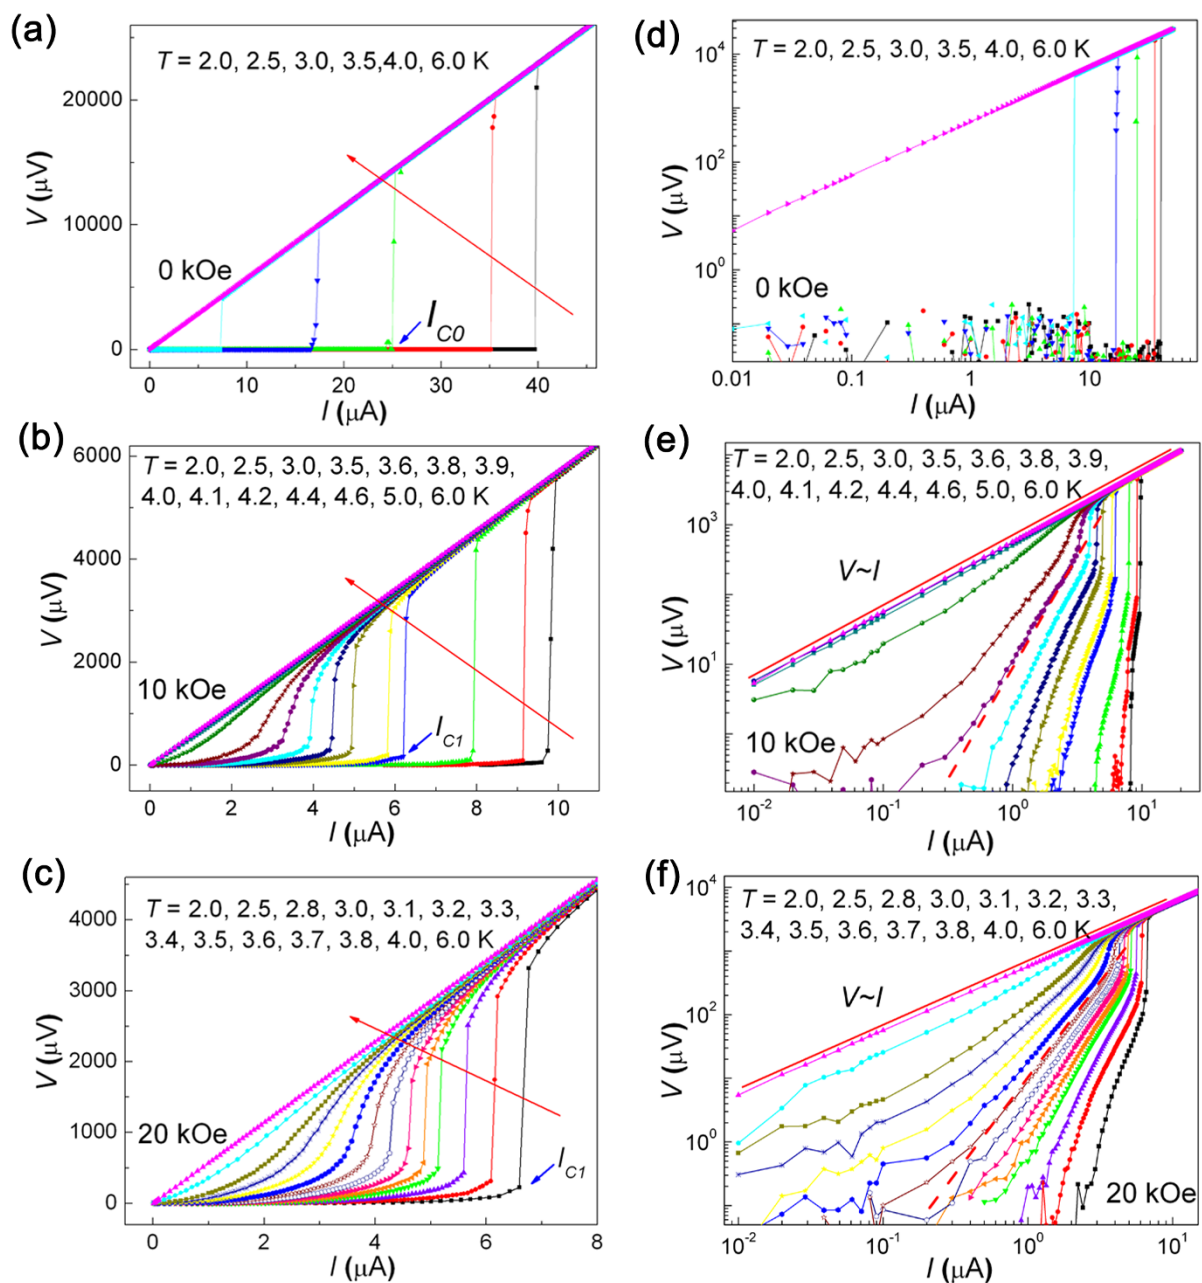 (a)
T = 2.0, 2.5, 3.0, 3.5,4.0, 6.0 K
20000
10000
0
V (μV)
0 kOe
I_C0
0 10 20 30 40
I (μA)
(d)
T = 2.0, 2.5, 3.0, 3.5, 4.0, 6.0 K
10^4
10^2
10^0
V (μV)
0 kOe
0.01 0.1 1 10
I (μA)
(b)
T = 2.0, 2.5, 3.0, 3.5, 3.6, 3.8, 3.9,
4.0, 4.1, 4.2, 4.4, 4.6, 5.0, 6.0 K
6000
4000
2000
0
V (μV)
10 kOe
I_C1
0 2 4 6 8 10
I (μA)
(e)
T = 2.0, 2.5, 3.0, 3.5, 3.6, 3.8, 3.9,
4.0, 4.1, 4.2, 4.4, 4.6, 5.0, 6.0 K
10^3
10^1
V (μV)
V~I
10 kOe
10^-2 10^-1 10^0 10^1
I (μA)
(c)
T = 2.0, 2.5, 2.8, 3.0, 3.1, 3.2, 3.3,
3.4, 3.5, 3.6, 3.7, 3.8, 4.0, 6.0 K
4000
3000
2000
1000
0
V (μV)
20 kOe
I_C1
0 2 4 6 8
I (μA)
(f)
T = 2.0, 2.5, 2.8, 3.0, 3.1, 3.2, 3.3,
3.4, 3.5, 3.6, 3.7, 3.8, 4.0, 6.0 K
10^4
10^2
10^0
V (μV)
V~I
20 kOe
10^-2 10^-1 10^0 10^1
I (μA)